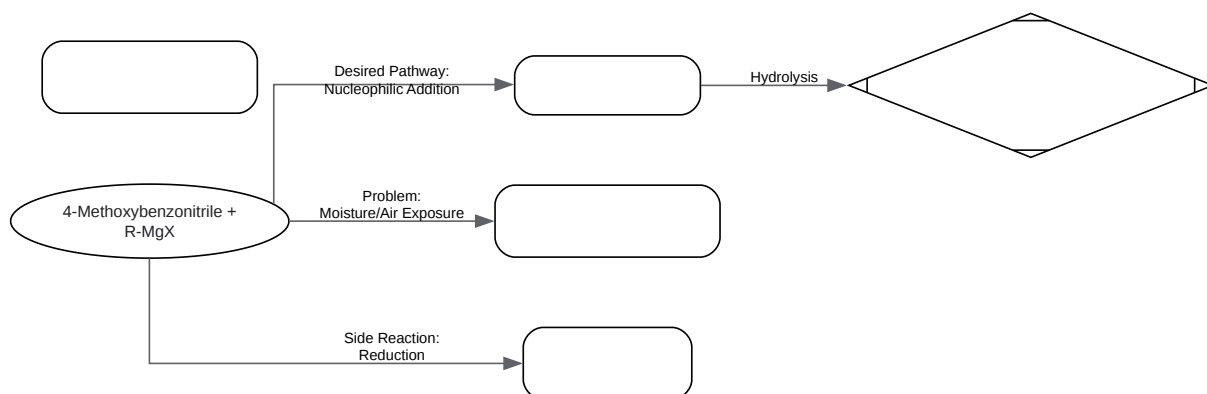 Desired Pathway:
Nucleophilic Addition
Hydrolysis
4-Methoxybenzonitrile +
R-MgX
Problem:
Moisture/Air Exposure
Side Reaction:
Reduction